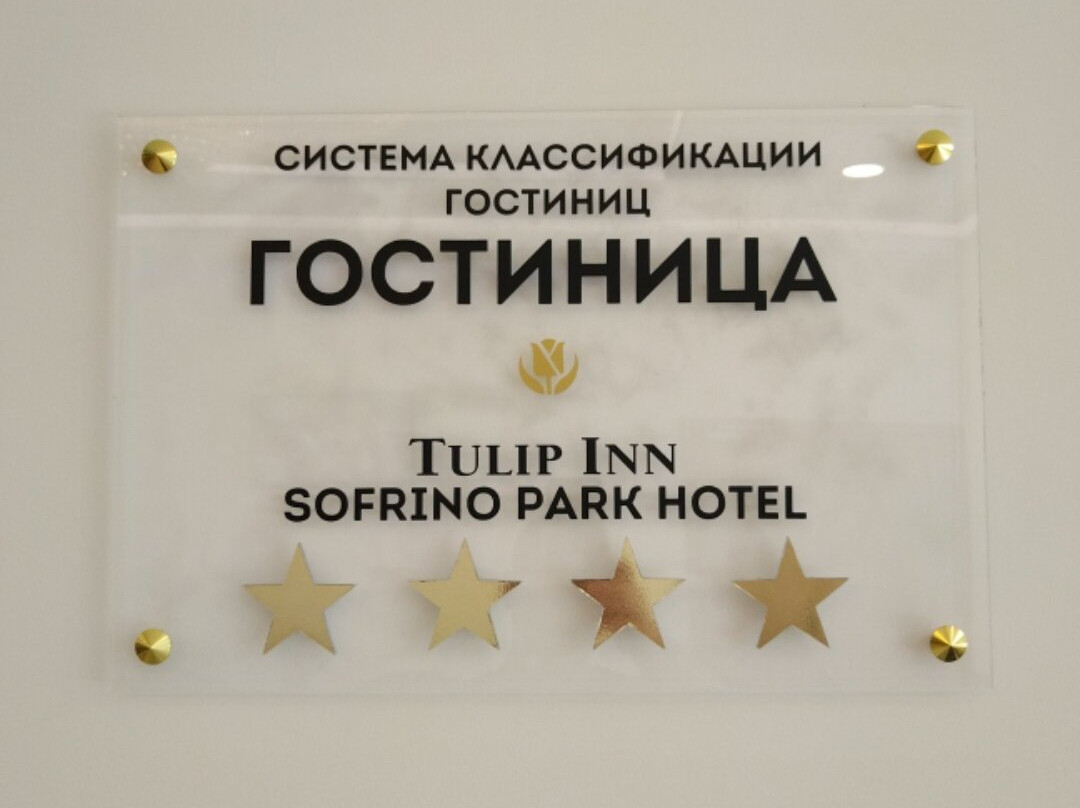 СИСТЕМА КЛАССИФИКАЦИИ
ГОСТИНИЦ
ГОСТИНИЦА
TULIP INN
SOFRINO PARK HOTEL